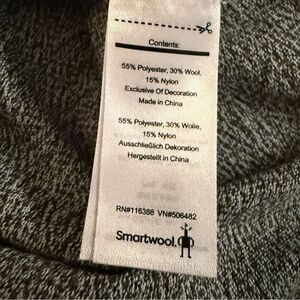 Contents:
55% Polyester, 30% Wool,
15% Nylon
Exclusive Of Decoration
Made in China
55% Polyester, 30% Wolle,
15% Nylon
Ausschließlich Dekoration
Hergestellt in China
RN#116388 VN#506482
Smartwool.